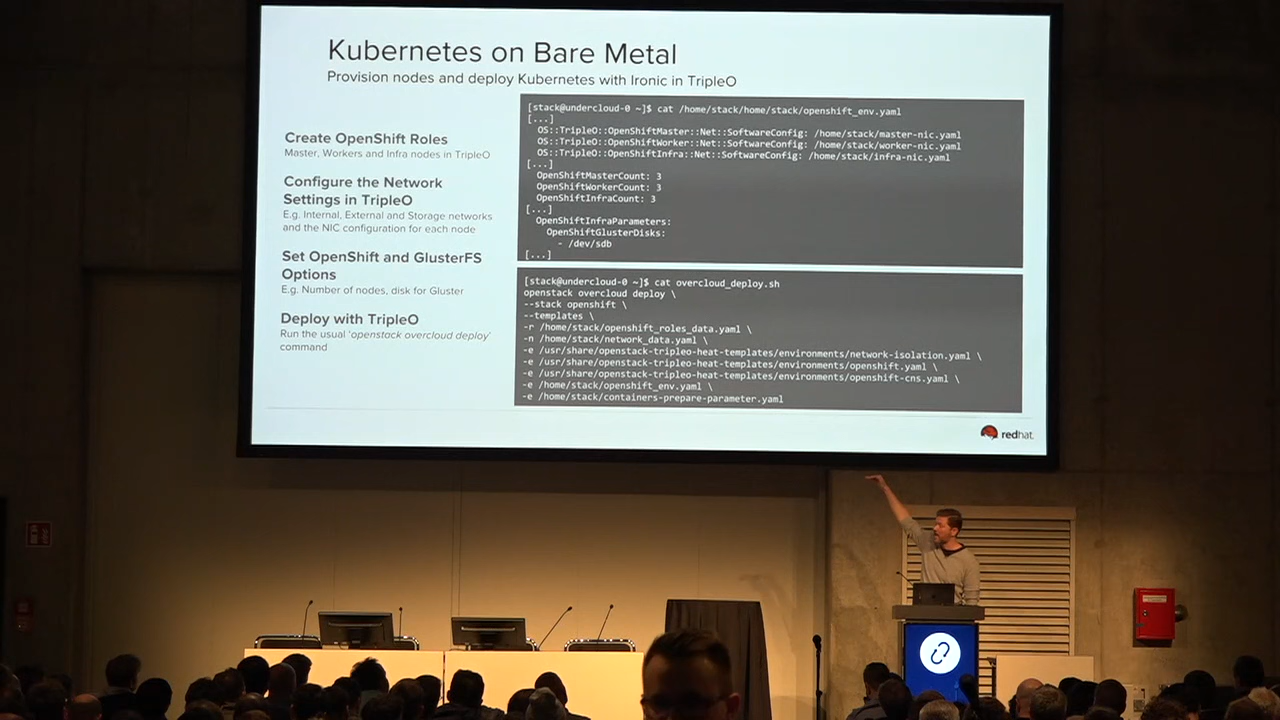 Kubernetes on Bare Metal
Provision nodes and deploy Kubernetes with Ironic in TripleO
Create OpenShift Roles
Master, Workers and Infra nodes in TripleO
Configure the Network
Settings in TripleO
E.g. Internal, External and Storage networks
and the NIC configuration for each node
Set OpenShift and GlusterFS
Options
E.g. Number of nodes, disk for Gluster
Deploy with TripleO
Run the usual 'openstack overcloud deploy'
command
[stack@undercloud-0 ~]$ cat /home/stack/home/stack/openshift_env.yaml
[...]
OS::TripleO::OpenShiftMaster::Net::SoftwareConfig: /home/stack/master-nic.yaml
OS::TripleO::OpenShiftWorker::Net::SoftwareConfig: /home/stack/worker-nic.yaml
OS::TripleO::OpenShiftInfra::Net::SoftwareConfig: /home/stack/infra-nic.yaml
[...]
OpenShiftMasterCount: 3
OpenShiftWorkerCount: 3
OpenShiftInfraCount: 3
[...]
OpenShiftInfraParameters:
OpenShiftGlusterDisks:
- /dev/sdb
[...]
[stack@undercloud-0 ~]$ cat overcloud_deploy.sh
openstack overcloud deploy \
--stack openshift \
--templates \
-r /home/stack/openshift_roles_data.yaml \
-n /home/stack/network_data.yaml \
-e /usr/share/openstack-tripleo-heat-templates/environments/network-isolation.yaml \
-e /usr/share/openstack-tripleo-heat-templates/environments/openshift.yaml \
-e /usr/share/openstack-tripleo-heat-templates/environments/openshift-cns.yaml \
-e /home/stack/openshift_env.yaml \
-e /home/stack/containers-prepare-parameter.yaml
redhat.